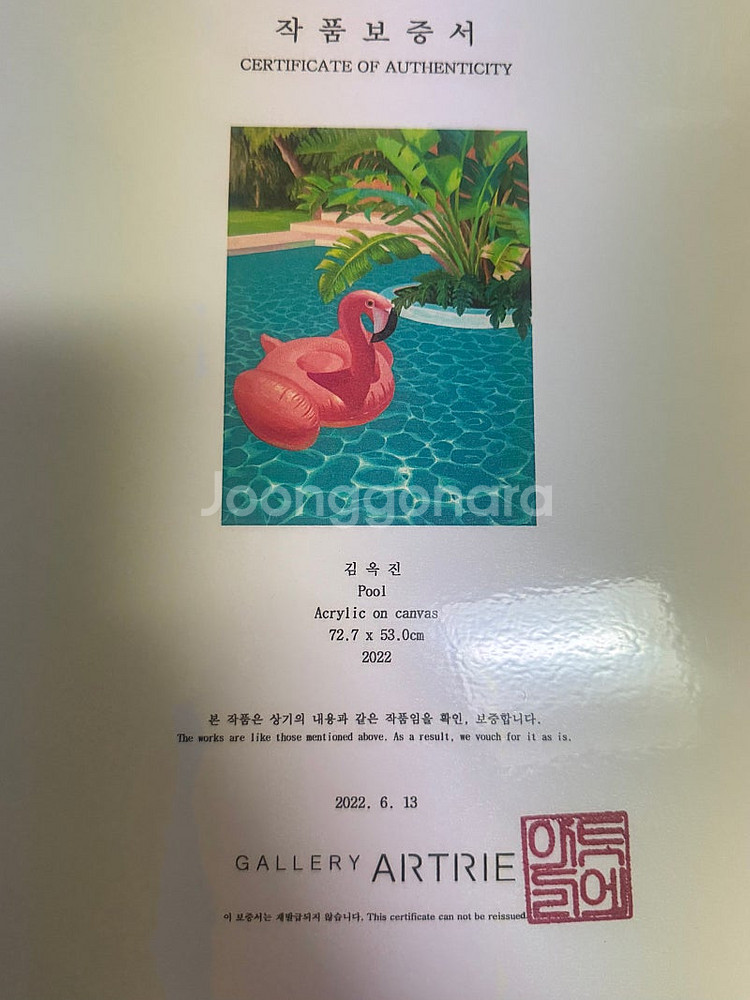 작품보증서
CERTIFICATE OF AUTHENTICITY
Joonggonara
김옥진
Pool
Acrylic on canvas
72.7 x 53.0cm
2022
본 작품은 상기의 내용과 같은 작품임을 확인, 보증합니다.
The works are like those mentioned above. As a result, we vouch for it as is.
2022. 6. 13
GALLERY ARTRIE
알트
리에
이 보증서는 재발급되지 않습니다. This certificate can not be reissued